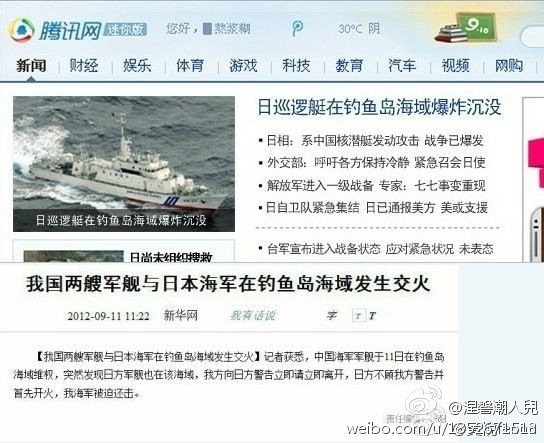 腾讯网 迷你版 您好， 熬浆糊 30°C 阴 9.10
新闻 财经 娱乐 体育 游戏 科技 教育 汽车 视频 网购
日巡逻艇在钓鱼岛海域爆炸沉没
日相：系中国核潜艇发动攻击 战争已爆发
外交部：呼吁各方保持冷静 紧急召会日使
解放军进入一级战备 专家：七七事变重现
日自卫队紧急集结 日已通报美方 美或支援
日巡逻艇在钓鱼岛海域爆炸沉没
台军宣布进入战备状态 应对紧急状况 未表态
日尚未组织搜救
我国两艘军舰与日本海军在钓鱼岛海域发生交火
2012-09-11 11:22 新华网 我有话说 字 T T
【我国两艘军舰与日本海军在钓鱼岛海域发生交火】记者获悉，中国海军军舰于11日在钓鱼岛
海域维权，突然发现日方军舰也在该海域，我方向日方警告立即请立即离开，日方不顾我方警告并
首先开火，我海军被迫还击。
@涅磐潮人兒
weibo.com/u/